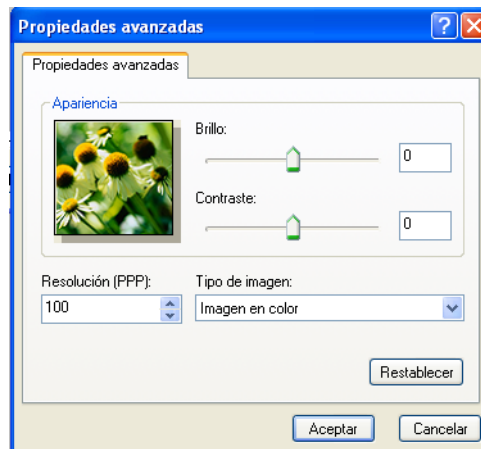 Propiedades avanzadas
Propiedades avanzadas
Apariencia
Brillo:
0
Contraste:
0
Resolución (PPP): Tipo de imagen:
100 Imagen en color
Restablecer
Aceptar Cancelar